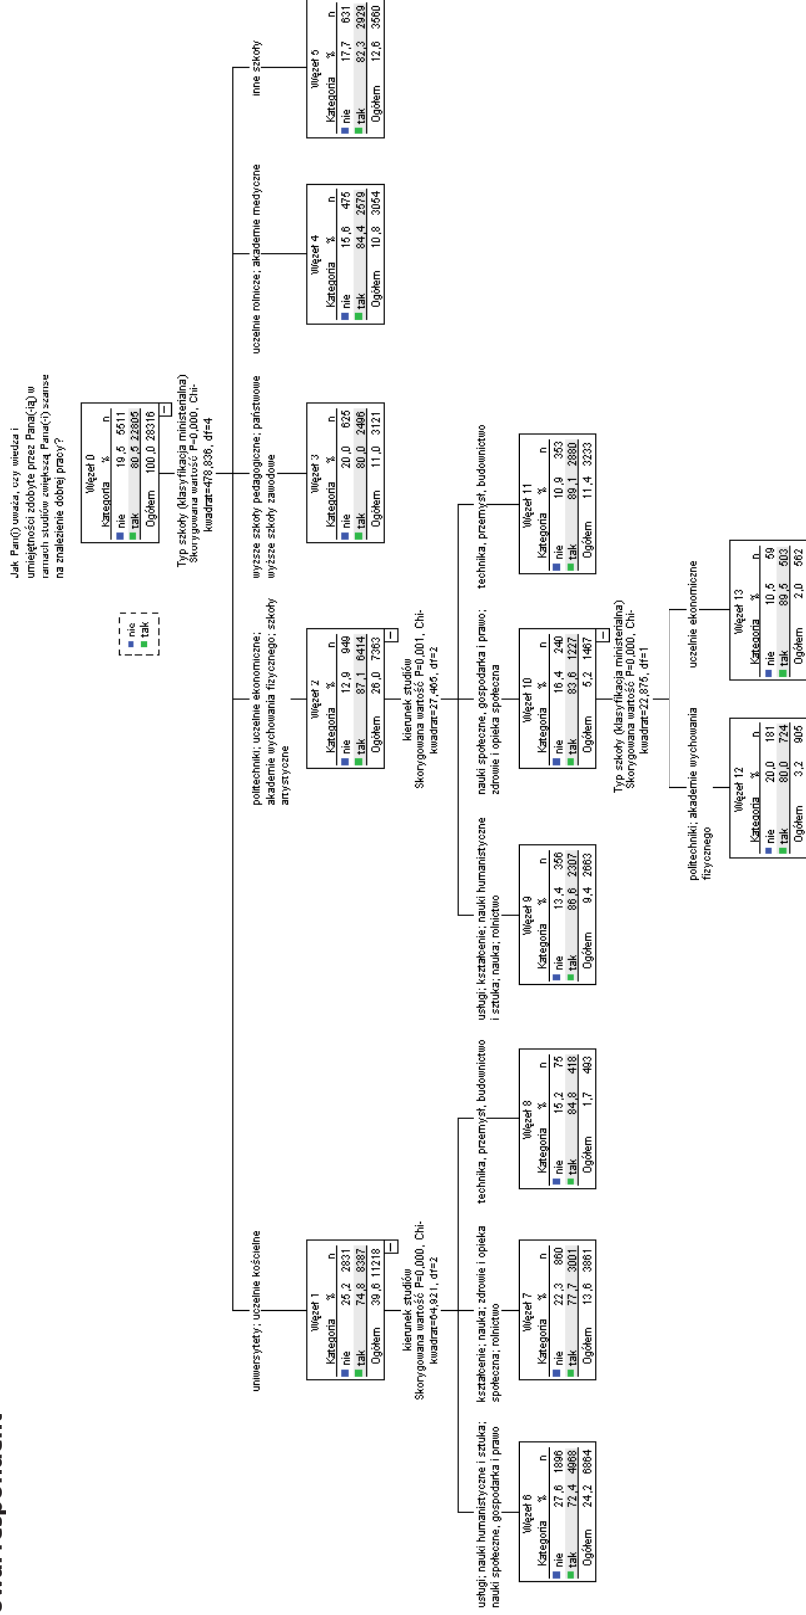 Jak Pan(i) uważa, czy wiedza i
umiejętności zdobyte przez Pana(-ią) w
ramach studiów zwiększą Pana(-i) szanse
na znalezienie dobrej pracy?
nie
tak
Węzeł 0
Kategoria % n
nie 19,5 5511
tak 80,5 22805
Ogółem 100,0 28316
Typ szkoły (klasyfikacja ministerialna)
Skorygowana wartość P=0,000, Chi-
kwadrat=478,836, df=4
uniwersytety; uczelnie kościelne
Węzeł 1
Kategoria % n
nie 25,2 2831
tak 74,8 8387
Ogółem 39,6 11218
kierunek studiów
Skorygowana wartość P=0,000, Chi-
kwadrat=64,921, df=2
politechniki; uczelnie ekonomiczne;
akademie wychowania fizycznego; szkoły
artystyczne
Węzeł 2
Kategoria % n
nie 12,9 949
tak 87,1 6414
Ogółem 26,0 7363
kierunek studiów
Skorygowana wartość P=0,001, Chi-
kwadrat=27,465, df=2
wyższe szkoły pedagogiczne; państwowe
wyższe szkoły zawodowe
Węzeł 3
Kategoria % n
nie 20,0 625
tak 80,0 2496
Ogółem 11,0 3121
uczelnie rolnicze; akademie medyczne
Węzeł 4
Kategoria % n
nie 15,6 475
tak 84,4 2579
Ogółem 10,8 3054
inne szkoły
Węzeł 5
Kategoria % n
nie 17,7 631
tak 82,3 2929
Ogółem 12,6 3560
usługi; nauki humanistyczne i sztuka;
nauki społeczne, gospodarka i prawo
Węzeł 6
Kategoria % n
nie 27,6 1896
tak 72,4 4968
Ogółem 24,2 6864
kształcenie; nauka; zdrowie i opieka
społeczna; rolnictwo
Węzeł 7
Kategoria % n
nie 22,3 860
tak 77,7 3001
Ogółem 13,6 3861
technika, przemysł, budownictwo
Węzeł 8
Kategoria % n
nie 15,2 75
tak 84,8 418
Ogółem 1,7 493
usługi; kształcenie; nauki humanistyczne
i sztuka; nauka; rolnictwo
Węzeł 9
Kategoria % n
nie 13,4 356
tak 86,6 2307
Ogółem 9,4 2663
nauki społeczne, gospodarka i prawo;
zdrowie i opieka społeczna
Węzeł 10
Kategoria % n
nie 16,4 240
tak 83,6 1227
Ogółem 5,2 1467
Typ szkoły (klasyfikacja ministerialna)
Skorygowana wartość P=0,000, Chi-
kwadrat=22,875, df=1
technika, przemysł, budownictwo
Węzeł 11
Kategoria % n
nie 10,9 353
tak 89,1 2880
Ogółem 11,4 3233
politechniki; akademie wychowania
fizycznego
Węzeł 12
Kategoria % n
nie 20,0 181
tak 80,0 724
Ogółem 3,2 905
uczelnie ekonomiczne
Węzeł 13
Kategoria % n
nie 10,5 59
tak 89,5 503
Ogółem 2,0 562